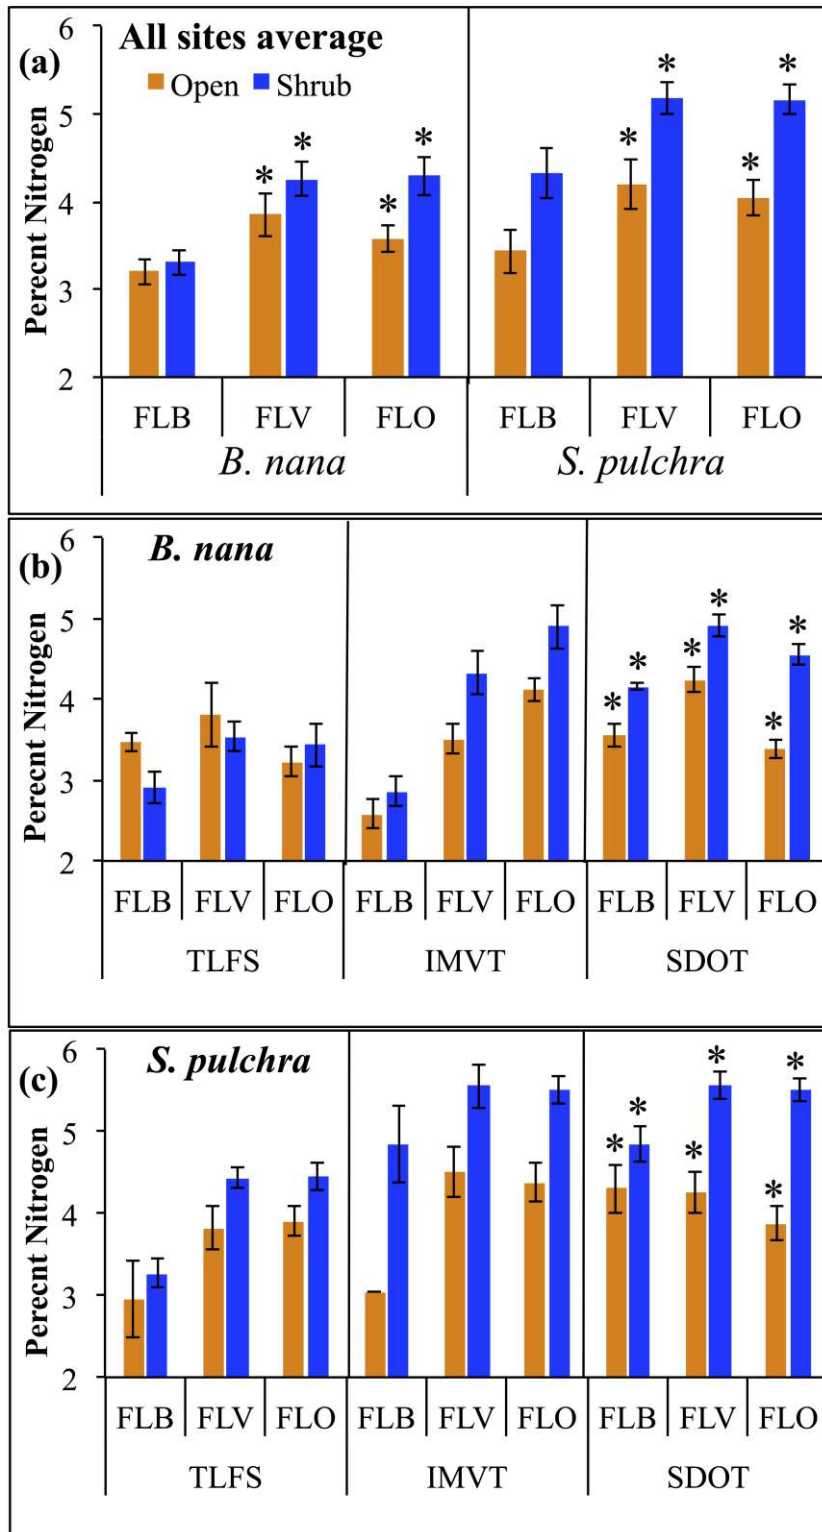 (a) All sites average
Open Shrub
Perecnt Nitrogen
6
5
4
3
2
* * * * * * * *
FLB FLV FLO FLB FLV FLO
B. nana S. pulchra
(b) B. nana
Perecnt Nitrogen
6
5
4
3
2
* * * * * *
FLB FLV FLO FLB FLV FLO FLB FLV FLO
TLFS IMVT SDOT
(c) S. pulchra
Perecnt Nitrogen
6
5
4
3
2
* * * * * *
FLB FLV FLO FLB FLV FLO FLB FLV FLO
TLFS IMVT SDOT